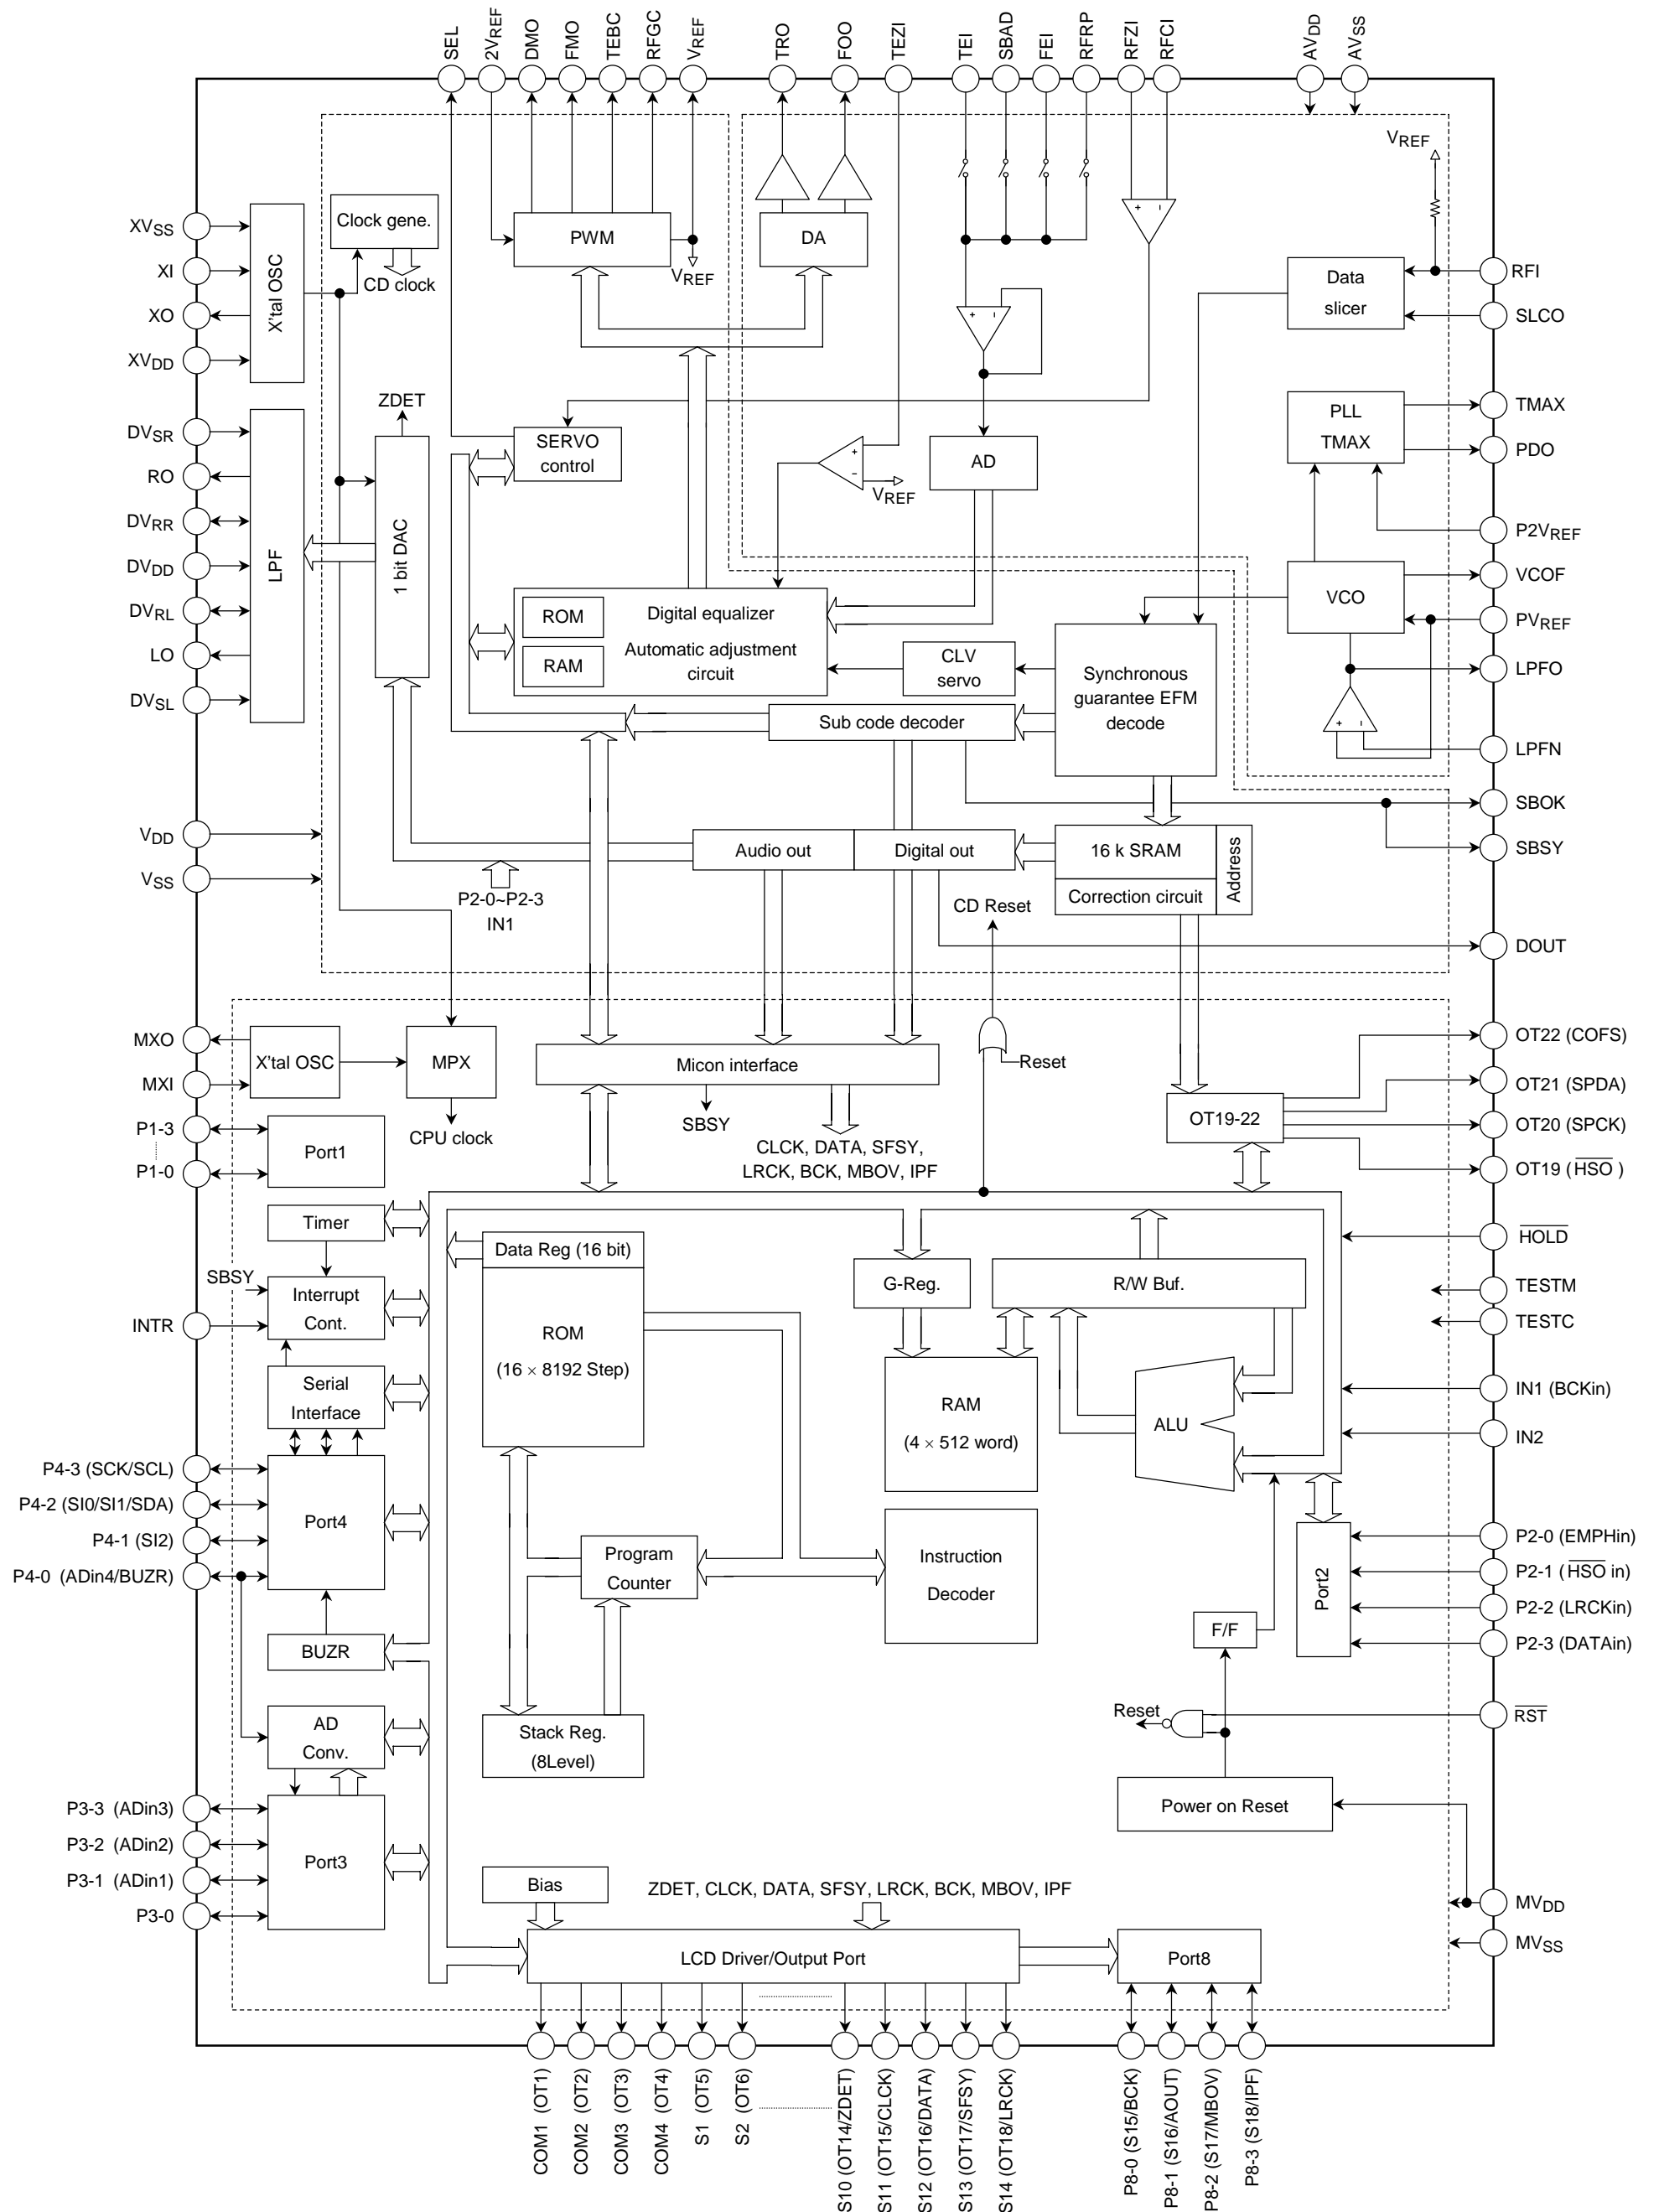 SEL
2VREF
DMO
FMO
TEBC
RFGC
VREF
TRO
FOO
TEZI
TEI
SBAD
FEI
RFRP
RFZI
RFCI
AVDD
AVSS
VREF
XVSS
XI
XO
XVDD
X'tal OSC
Clock gene.
CD clock
PWM
VREF
DA
+ −
+ −
Data
slicer
RFI
SLCO
ZDET
DVSR
RO
DVRR
DVDD
DVRL
LO
DVSL
LPF
1 bit DAC
SERVO
control
+
−
VREF
AD
PLL
TMAX
TMAX
PDO
P2VREF
VCO
VCOF
PVREF
LPFO
+ −
LPFN
ROM
RAM
Digital equalizer
Automatic adjustment
circuit
CLV
servo
Synchronous
guarantee EFM
decode
Sub code decoder
SBOK
SBSY
VDD
VSS
Audio out
Digital out
16 k SRAM
Correction circuit
Address
P2-0~P2-3
IN1
CD Reset
DOUT
MXO
MXI
X'tal OSC
MPX
CPU clock
Micon interface
SBSY
CLCK, DATA, SFSY,
LRCK, BCK, MBOV, IPF
Reset
OT19-22
OT22 (COFS)
OT21 (SPDA)
OT20 (SPCK)
OT19 (HSO )
P1-3
P1-0
Port1
Timer
SBSY
INTR
Interrupt
Cont.
Serial
Interface
Data Reg (16 bit)
ROM
(16 × 8192 Step)
G-Reg.
R/W Buf.
RAM
(4 × 512 word)
ALU
HOLD
TESTM
TESTC
IN1 (BCKin)
IN2
P4-3 (SCK/SCL)
P4-2 (SI0/SI1/SDA)
P4-1 (SI2)
P4-0 (ADin4/BUZR)
Port4
BUZR
Program
Counter
Instruction
Decoder
Port2
P2-0 (EMPHin)
P2-1 (HSO in)
P2-2 (LRCKin)
P2-3 (DATAin)
F/F
Reset
RST
AD
Conv.
Stack Reg.
(8Level)
Power on Reset
P3-3 (ADin3)
P3-2 (ADin2)
P3-1 (ADin1)
P3-0
Port3
Bias
ZDET, CLCK, DATA, SFSY, LRCK, BCK, MBOV, IPF
MVDD
MVSS
LCD Driver/Output Port
Port8
COM1 (OT1)
COM2 (OT2)
COM3 (OT3)
COM4 (OT4)
S1 (OT5)
S2 (OT6)
S10 (OT14/ZDET)
S11 (OT15/CLCK)
S12 (OT16/DATA)
S13 (OT17/SFSY)
S14 (OT18/LRCK)
P8-0 (S15/BCK)
P8-1 (S16/AOUT)
P8-2 (S17/MBOV)
P8-3 (S18/IPF)